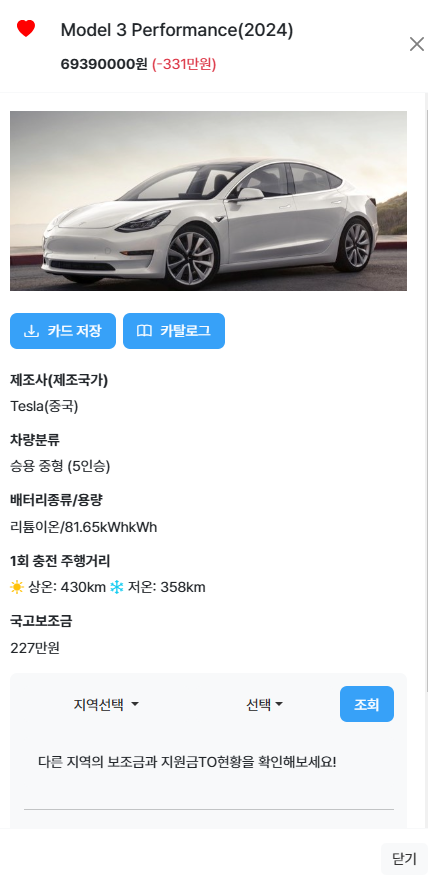 Model 3 Performance(2024)
69390000원 (-331만원)
카드 저장
카탈로그
제조사(제조국가)
Tesla(중국)
차량분류
승용 중형 (5인승)
배터리종류/용량
리튬이온/81.65kWhkWh
1회 충전 주행거리
상온: 430km 저온: 358km
국고보조금
227만원
지역선택 선택 조회
다른 지역의 보조금과 지원금TO현황을 확인해보세요!
닫기